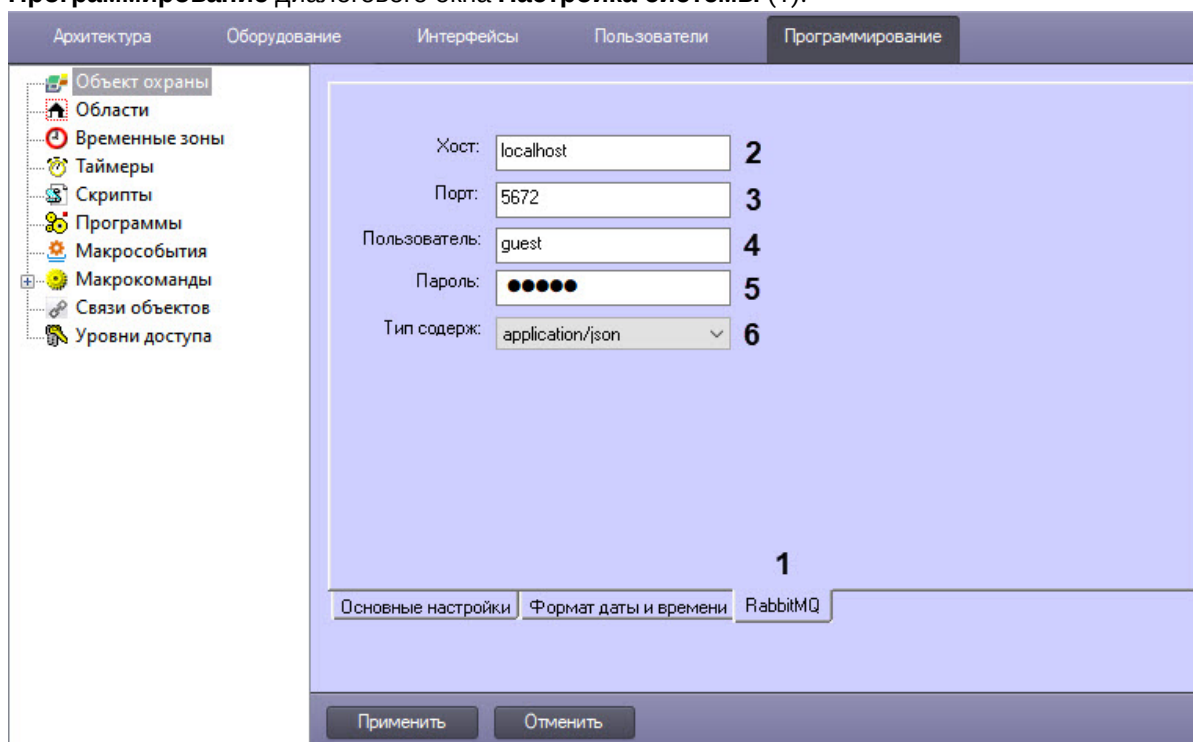 Программирование диалогового окна Настройка системы (1).
Архитектура Оборудование Интерфейсы Пользователи Программирование
Объект охраны
Области
Временные зоны
Таймеры
Скрипты
Программы
Макрособытия
Макрокоманды
Связи объектов
Уровни доступа
Хост: localhost 2
Порт: 5672 3
Пользователь: guest 4
Пароль: ●●●●● 5
Тип содерж: application/json 6
1
Основные настройки Формат даты и времени RabbitMQ
Применить Отменить